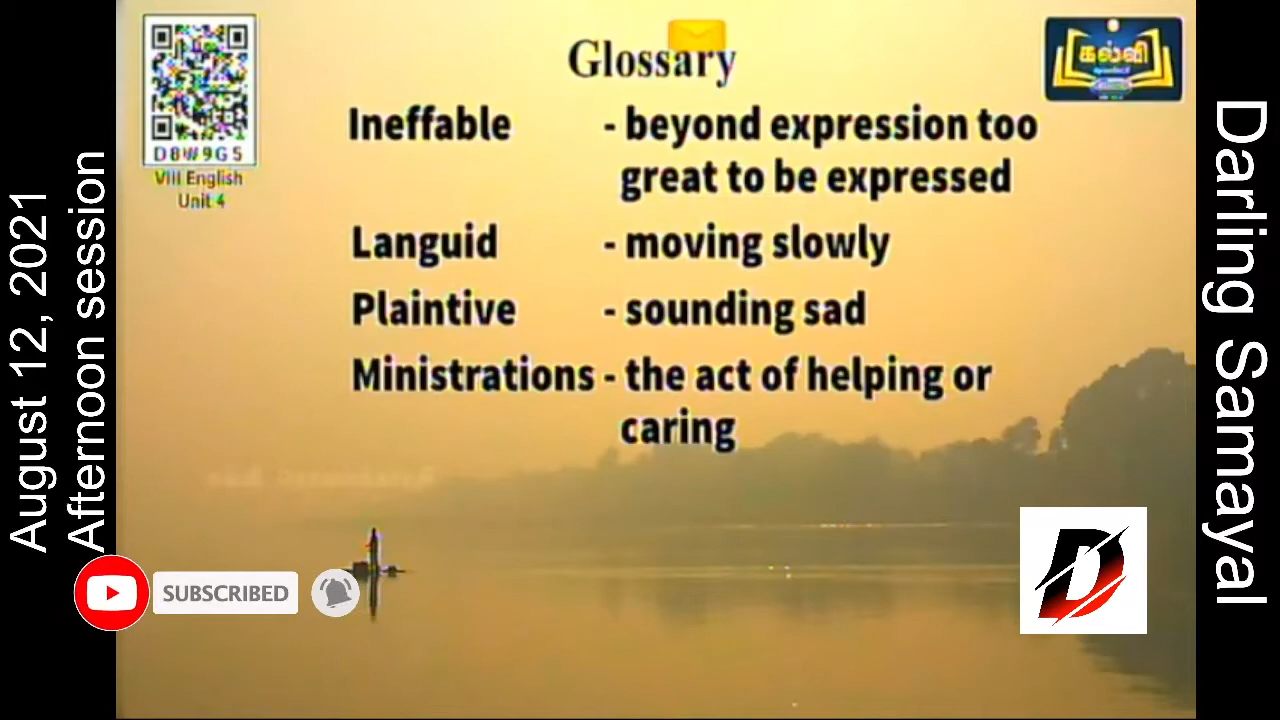 August 12, 2021
Afternoon session
D8W9G5
VIII English
Unit 4
Glossary
கல்வி
Ineffable - beyond expression too
great to be expressed
Languid - moving slowly
Plaintive - sounding sad
Ministrations - the act of helping or
caring
SUBSCRIBED
D
Darling Samayal